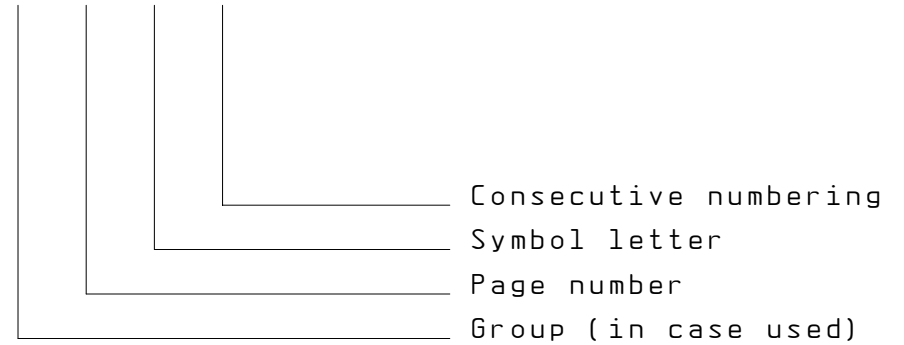 Consecutive numbering
Symbol letter
Page number
Group (in case used)